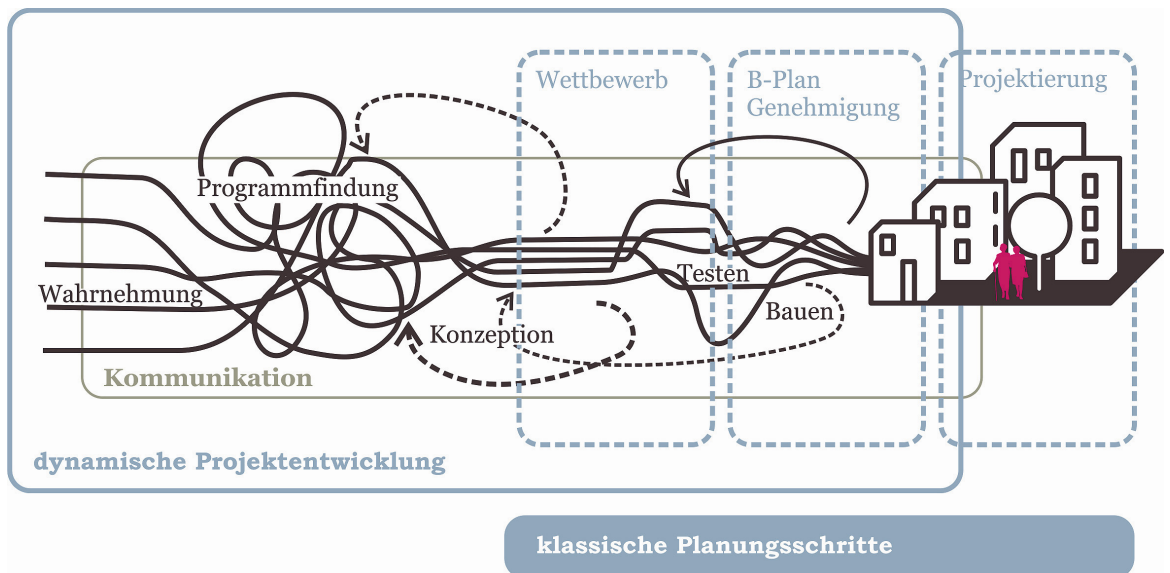 Wettbewerb
B-Plan
Genehmigung
Projektierung
Programmfindung
Wahrnehmung
Testen
Bauen
Konzeption
Kommunikation
dynamische Projektentwicklung
klassische Planungsschritte